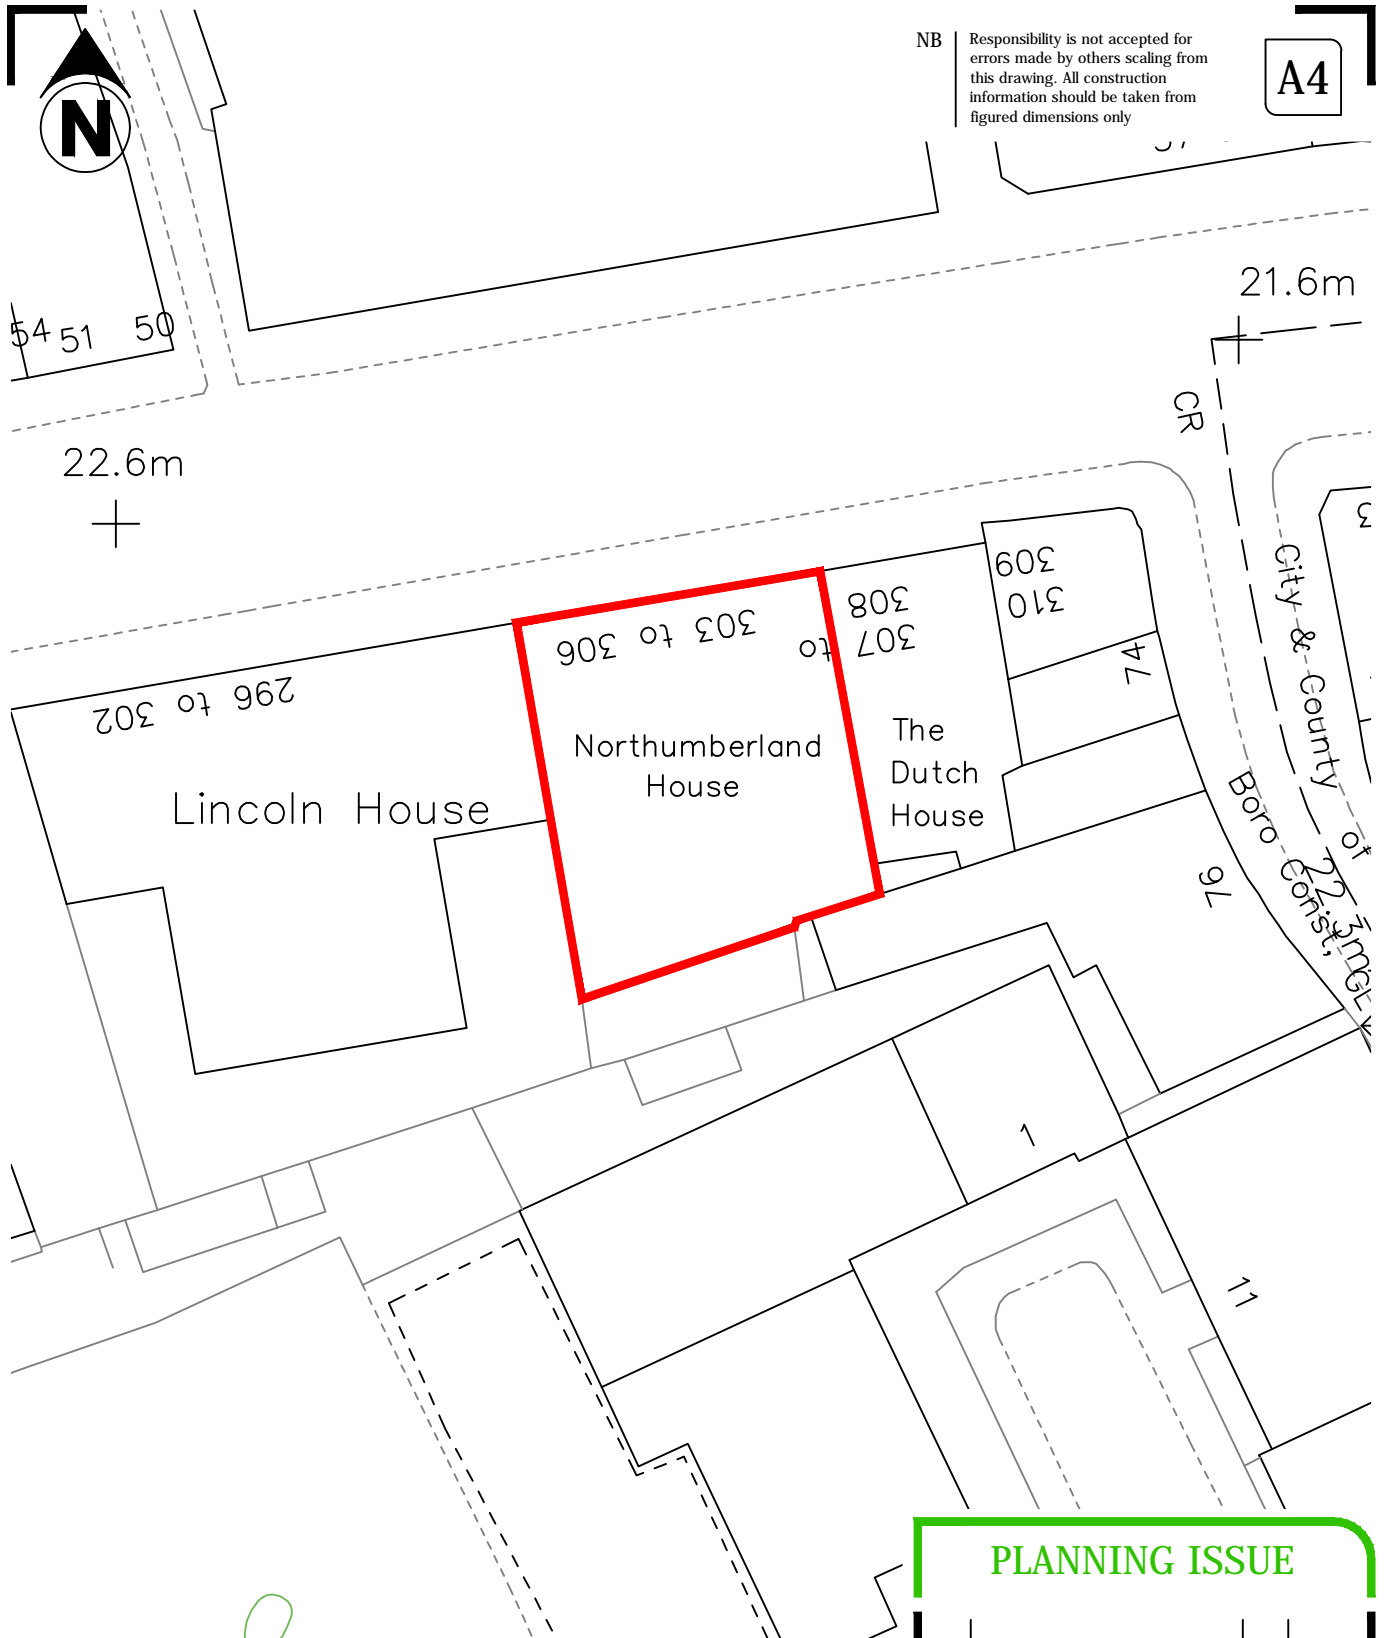 N
NB
Responsibility is not accepted for
errors made by others scaling from
this drawing. All construction
information should be taken from
figured dimensions only
A4
21.6m
54 51 50
CR
22.6m
309
310
308
307 to
303 to 306
296 to 302
74
City & County of
The
Dutch
House
Northumberland
House
Lincoln House
Boro Const,
22.3m
76
1
11
PLANNING ISSUE